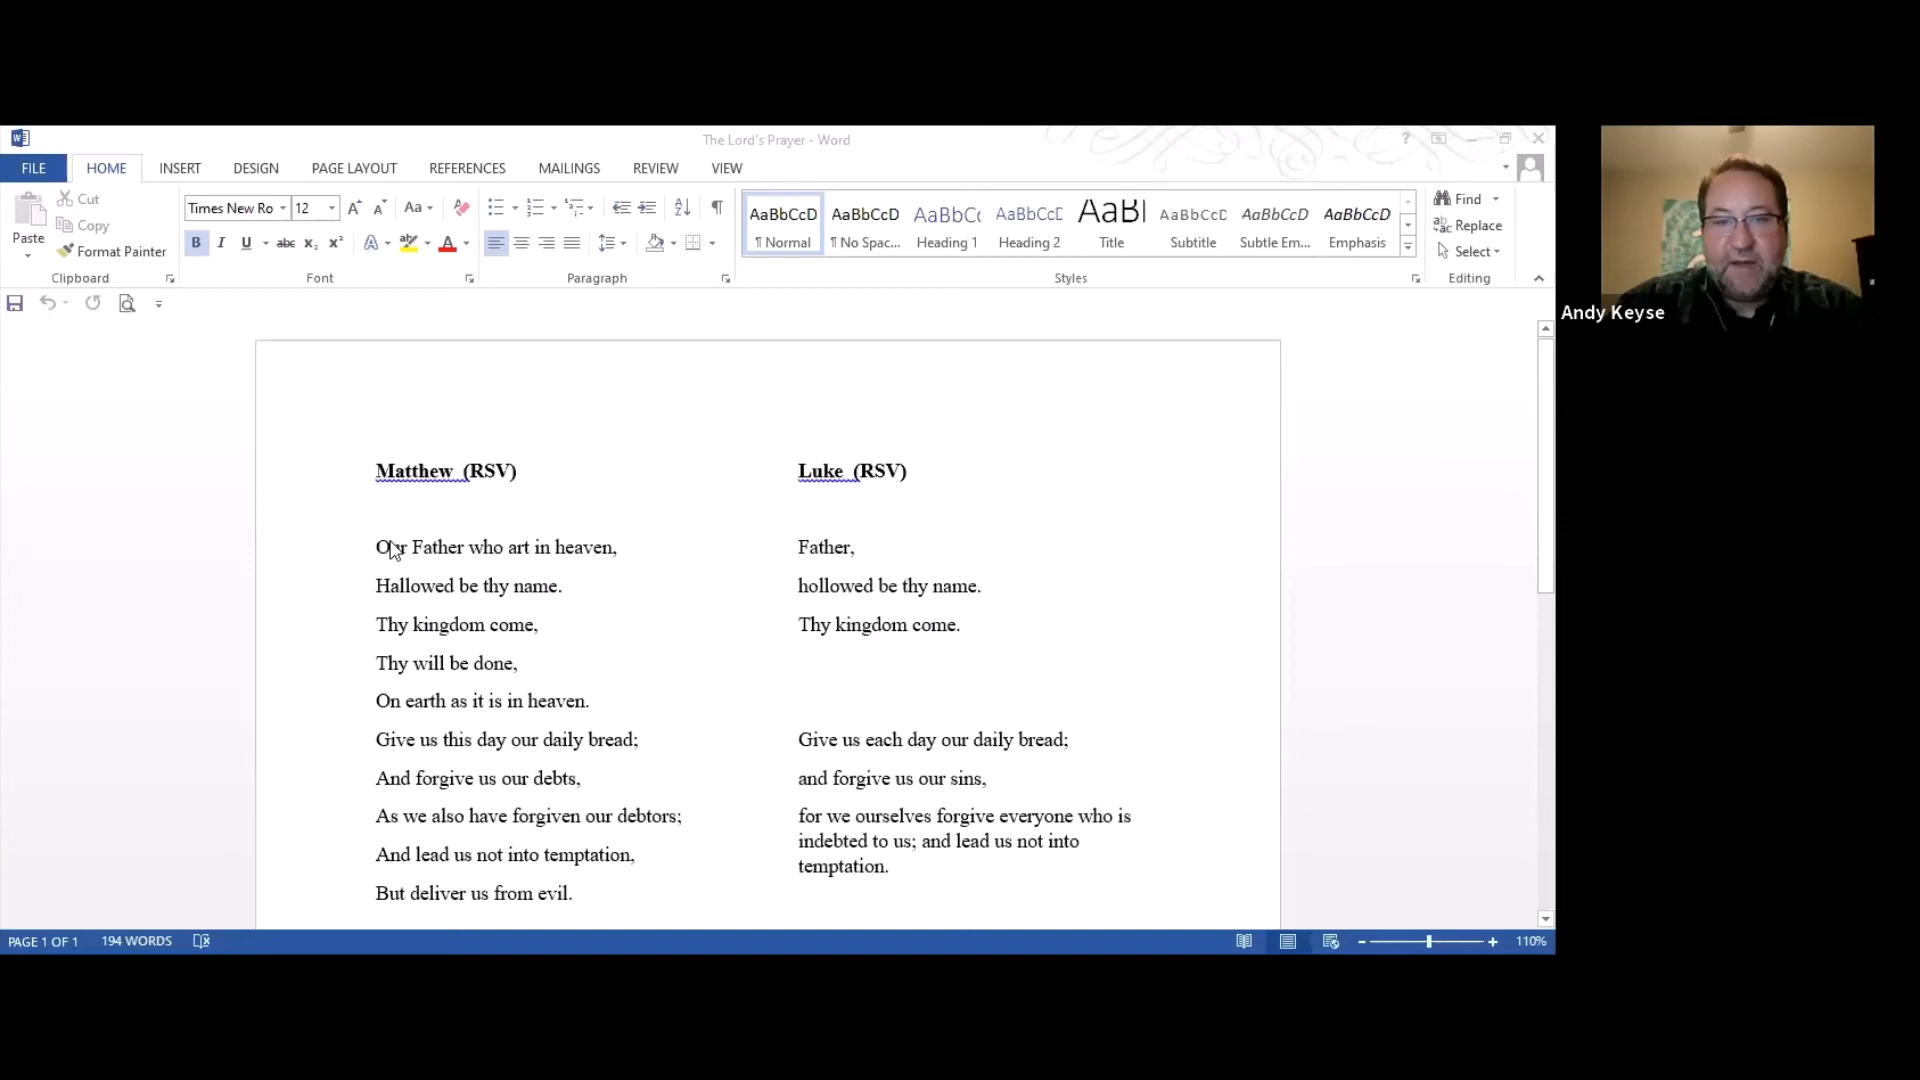 The Lord's Prayer - Word
FILE HOME INSERT DESIGN PAGE LAYOUT REFERENCES MAILINGS REVIEW VIEW
Paste
Cut
Copy
Format Painter
Clipboard
Times New Ro 12
Font
Paragraph
AaBbCcD AaBbCcD AaBbC AaBbCcC AaB AaBbCcD AaBbCcD AaBbCcD
¶ Normal ¶ No Spac... Heading 1 Heading 2 Title Subtitle Subtle Em... Emphasis
Styles
Find
Replace
Select
Editing
Andy Keyse
Matthew (RSV)
Our Father who art in heaven,
Hallowed be thy name.
Thy kingdom come,
Thy will be done,
On earth as it is in heaven.
Give us this day our daily bread;
And forgive us our debts,
As we also have forgiven our debtors;
And lead us not into temptation,
But deliver us from evil.
Luke (RSV)
Father,
hollowed be thy name.
Thy kingdom come.
Give us each day our daily bread;
and forgive us our sins,
for we ourselves forgive everyone who is
indebted to us; and lead us not into
temptation.
PAGE 1 OF 1 194 WORDS 110%